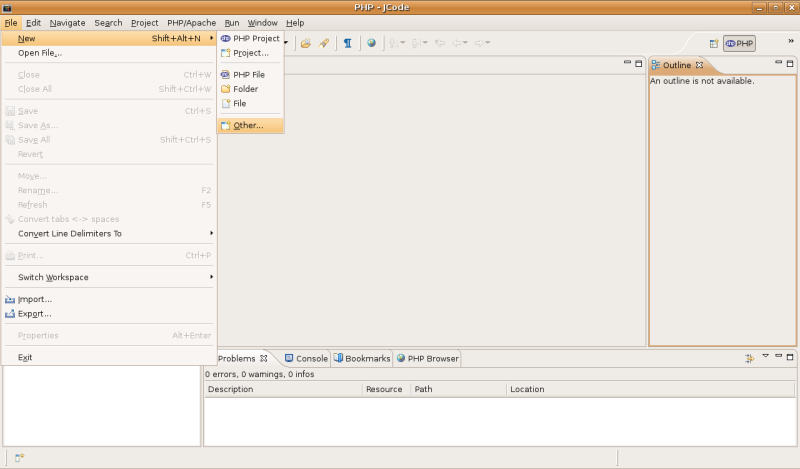 PHP - JCode
File Edit Navigate Search Project PHP/Apache Run Window Help
New Shift+Alt+N
Open File...
Close Ctrl+W
Close All Shift+Ctrl+W
Save Ctrl+S
Save As...
Save All Shift+Ctrl+S
Revert
Move...
Rename... F2
Refresh F5
Convert tabs <-> spaces
Convert Line Delimiters To
Print... Ctrl+P
Switch Workspace
Import...
Export...
Properties Alt+Enter
Exit
PHP Project
Project...
PHP File
Folder
File
Other...
PHP
Outline
An outline is not available.
Problems Console Bookmarks PHP Browser
0 errors, 0 warnings, 0 infos
Description Resource Path Location